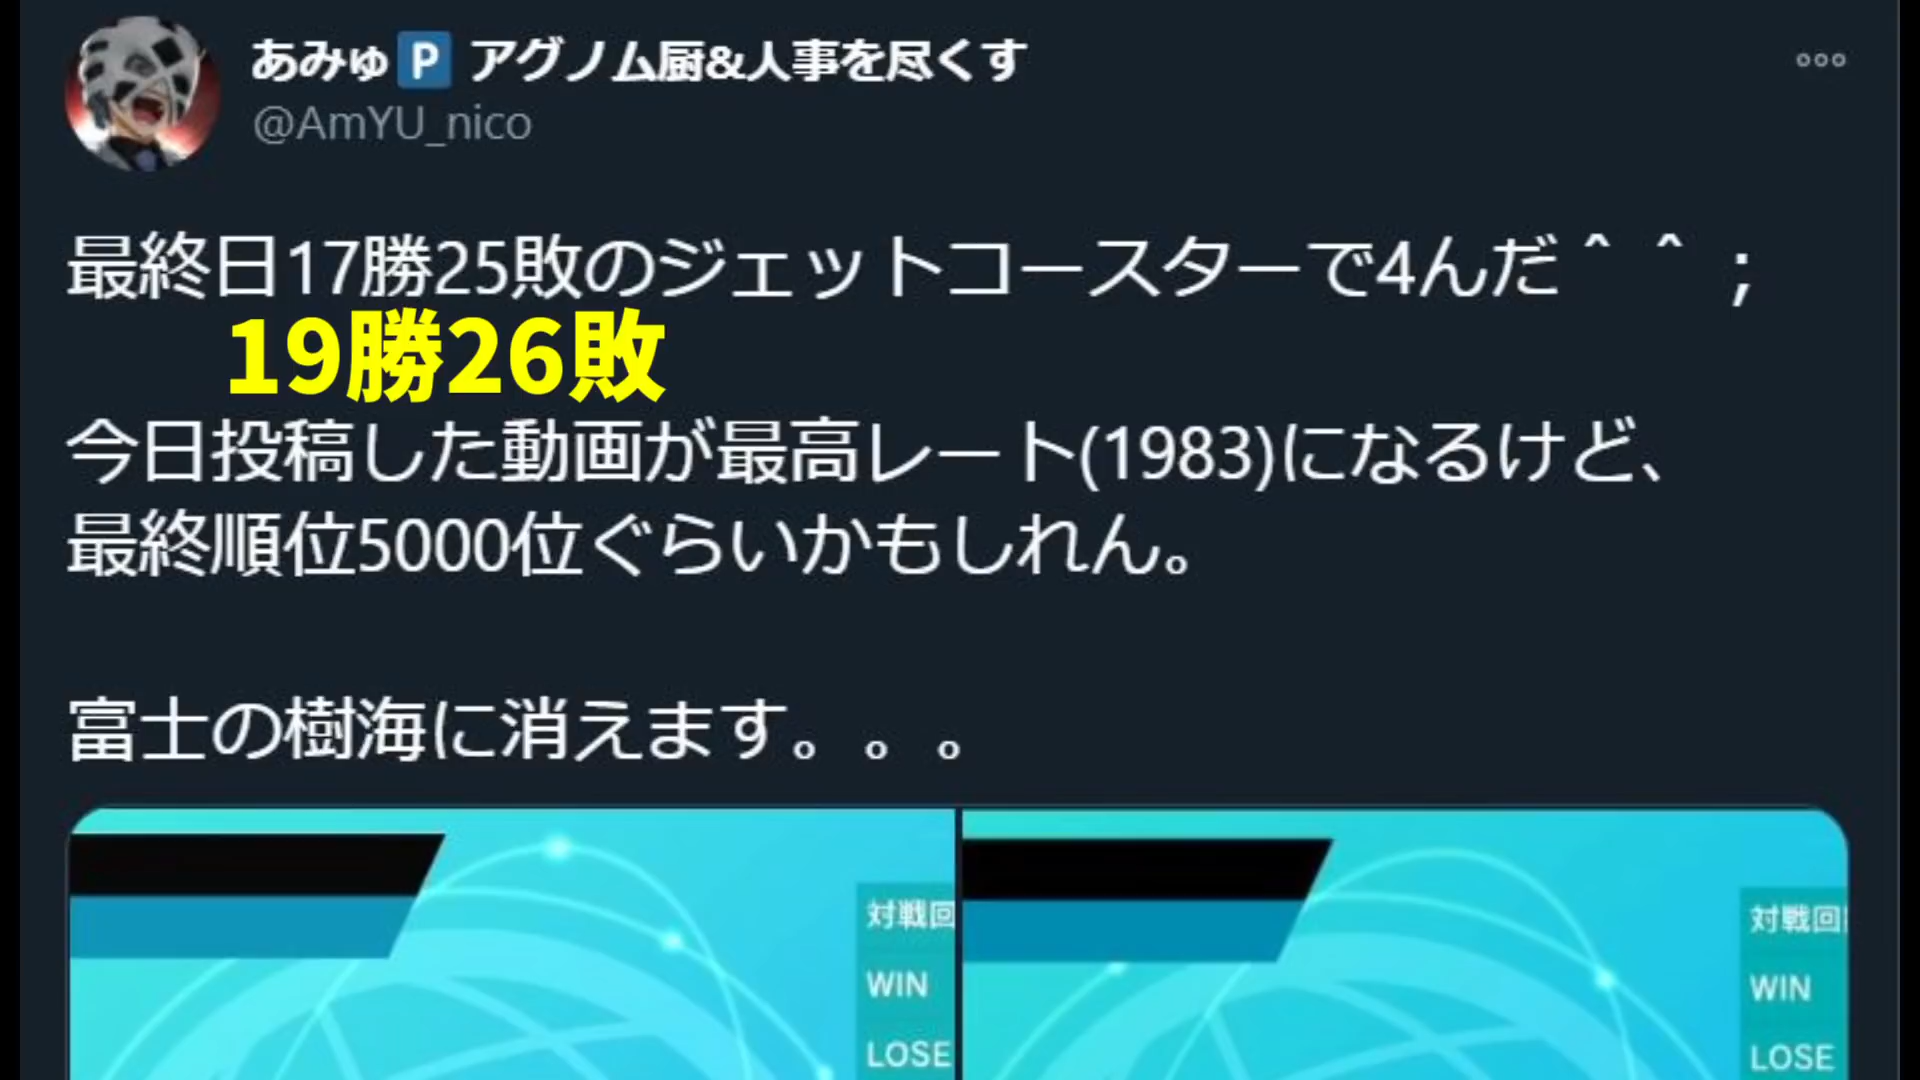 あみゅ🅿アグノム厨&人事を尽くす
@AmYU_nico
最終日17勝25敗のジェットコースターで4んだ＾＾；
19勝26敗
今日投稿した動画が最高レート(1983)になるけど、
最終順位5000位ぐらいかもしれん。
富士の樹海に消えます。。。
対戦回
WIN
LOSE
対戦回
WIN
LOSE